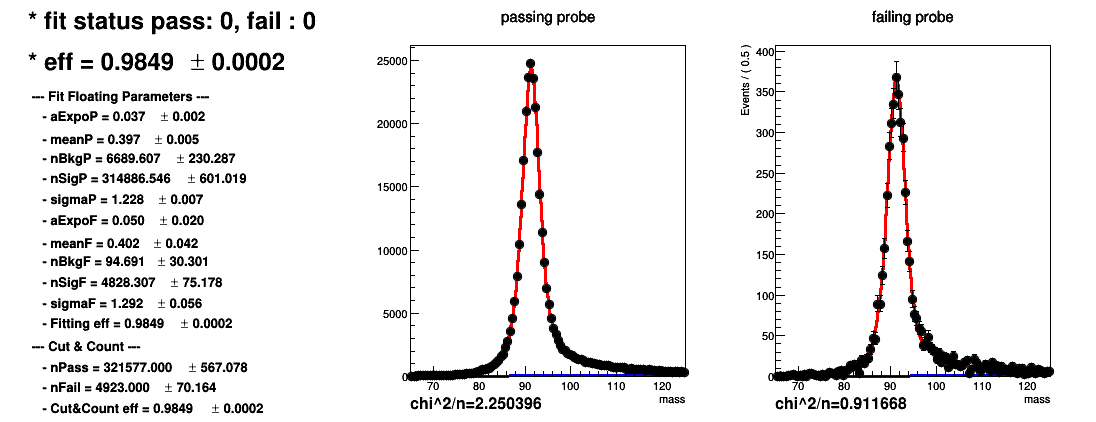 * fit status pass: 0, fail : 0
* eff = 0.9849 ± 0.0002
--- Fit Floating Parameters ---
- aExpoP = 0.037 ± 0.002
- meanP = 0.397 ± 0.005
- nBkgP = 6689.607 ± 230.287
- nSigP = 314886.546 ± 601.019
- sigmaP = 1.228 ± 0.007
- aExpoF = 0.050 ± 0.020
- meanF = 0.402 ± 0.042
- nBkgF = 94.691 ± 30.301
- nSigF = 4828.307 ± 75.178
- sigmaF = 1.292 ± 0.056
- Fitting eff = 0.9849 ± 0.0002
--- Cut & Count ---
- nPass = 321577.000 ± 567.078
- nFail = 4923.000 ± 70.164
- Cut&Count eff = 0.9849 ± 0.0002
passing probe
25000
20000
15000
10000
5000
0
70 80 90 100 110 120
mass
chi^2/n=2.250396
failing probe
Events / ( 0.5 )
400
350
300
250
200
150
100
50
0
70 80 90 100 110 120
mass
chi^2/n=0.911668